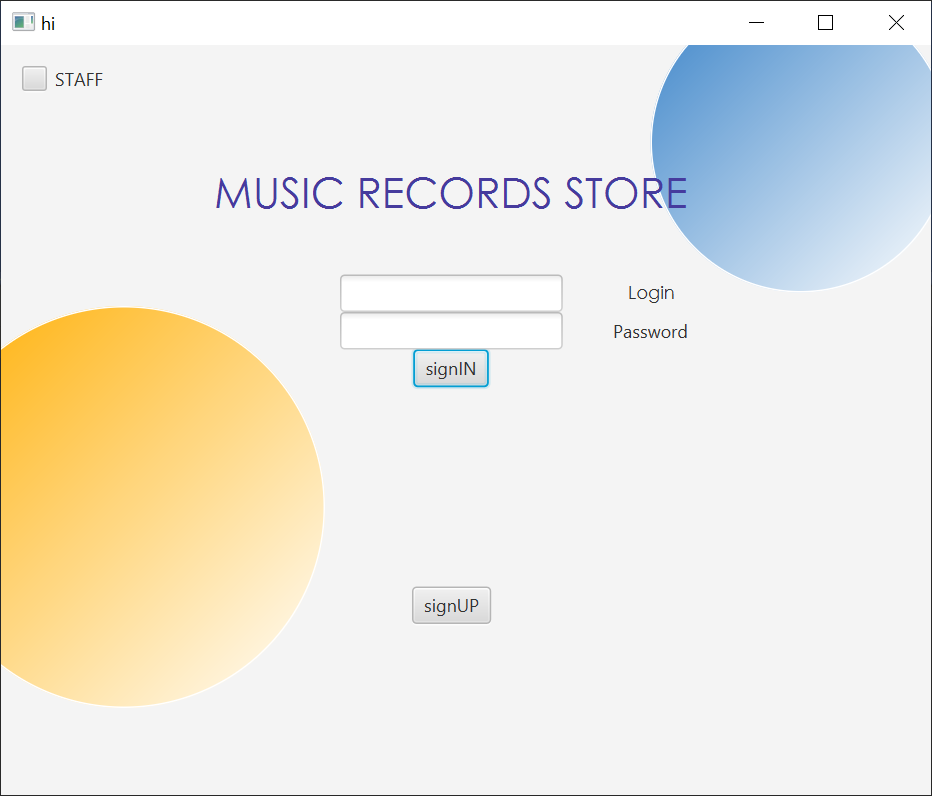 hi
STAFF
MUSIC RECORDS STORE
Login
Password
signIN
signUP